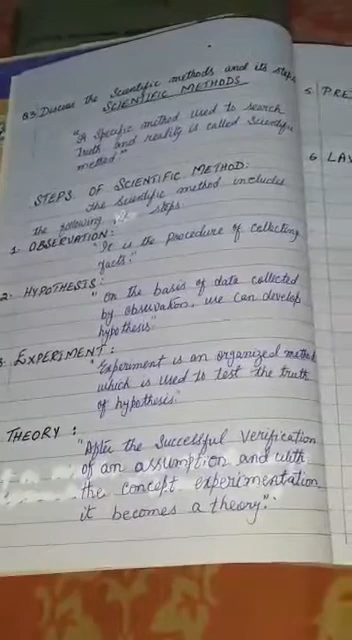 Q3. Discuss the Scientific methods and its steps
SCIENTIFIC METHODS
"A specific method used to search
Truth and reality is called Scientific
method"
STEPS OF SCIENTIFIC METHOD:
the scientific method includes
the following steps
1. OBSERVATION:
"It is the procedure of collecting
facts."
2. HYPOTHESIS:
"on the basis of data collected
by observation, we can develop
hypothesis"
3. EXPERIMENT:
"Experiment is an organized method
which is used to test the truth
of hypothesis."
THEORY :
"After the Successful Verification
of an assumption and with
the concept experimentation
it becomes a theory".
5. PRE
6. LAW